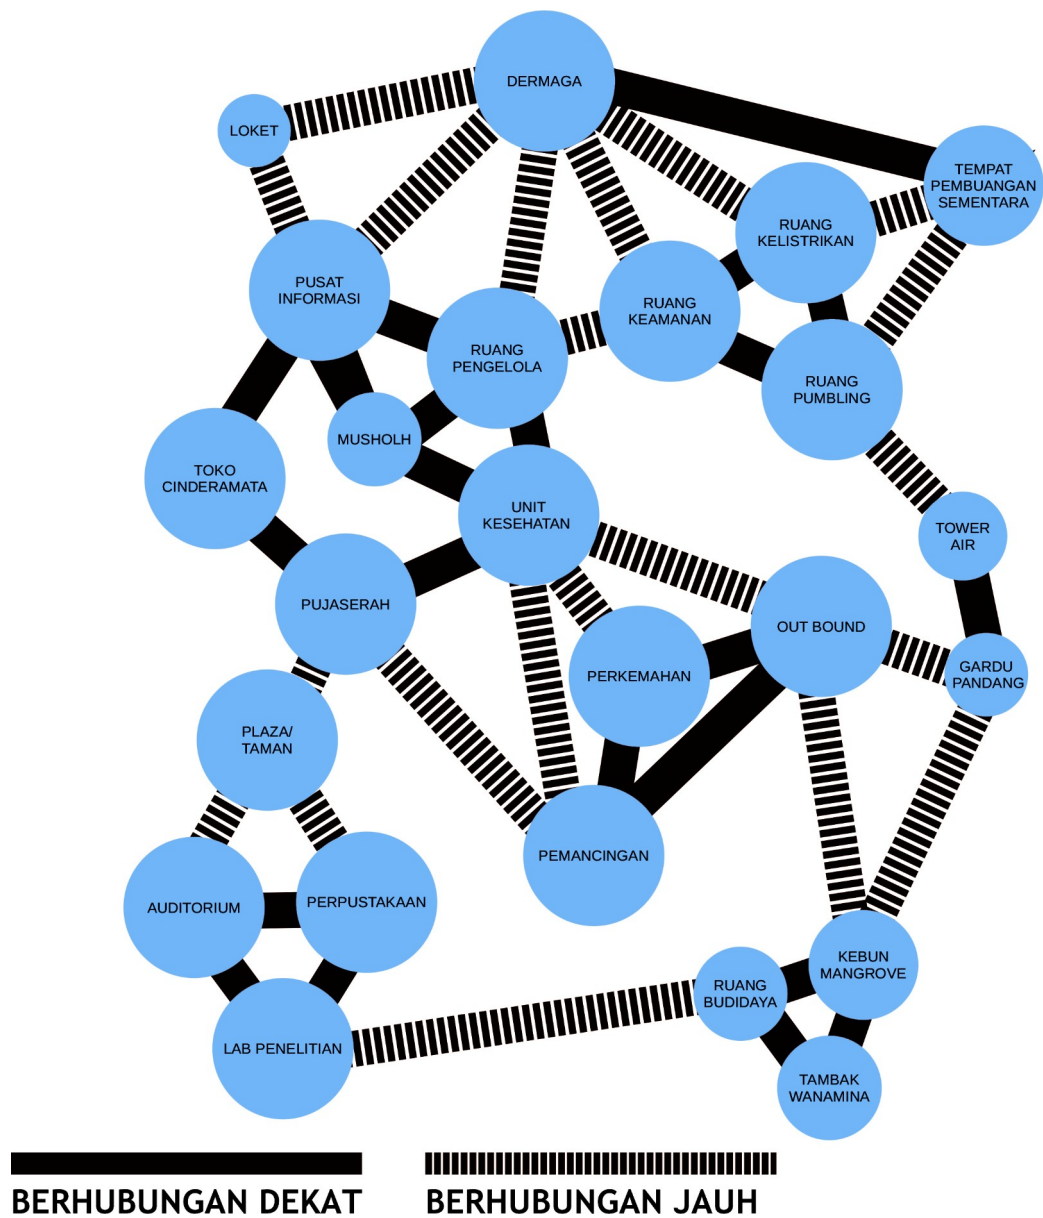 DERMAGA
LOKET
TEMPAT
PEMBUANGAN
SEMENTARA
RUANG
KELISTRIKAN
PUSAT
INFORMASI
RUANG
KEAMANAN
RUANG
PENGELOLA
RUANG
PUMBLING
MUSHOLH
TOKO
CINDERAMATA
UNIT
KESEHATAN
TOWER
AIR
PUJASERAH
OUT BOUND
PERKEMAHAN
GARDU
PANDANG
PLAZA/
TAMAN
PEMANCINGAN
AUDITORIUM
PERPUSTAKAAN
KEBUN
MANGROVE
RUANG
BUDIDAYA
LAB PENELITIAN
TAMBAK
WANAMINA
BERHUBUNGAN DEKAT
BERHUBUNGAN JAUH